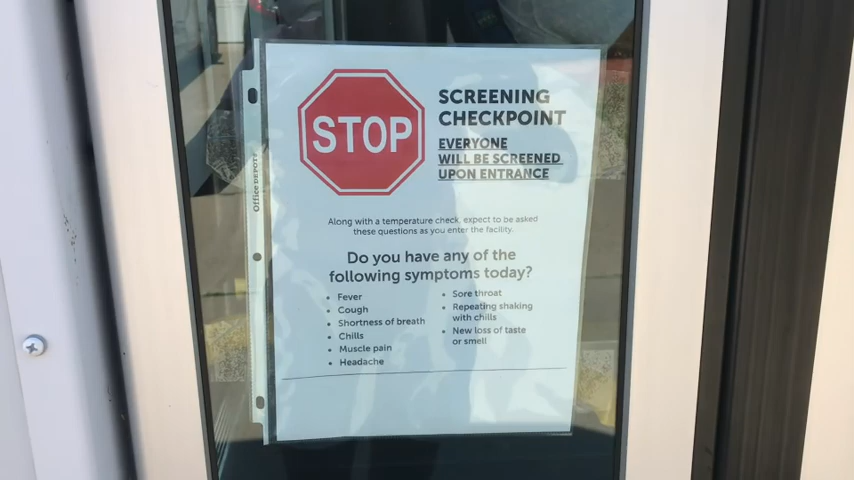 STOP
SCREENING
CHECKPOINT
EVERYONE
WILL BE SCREENED
UPON ENTRANCE
Office DEPOT
Along with a temperature check, expect to be asked
these questions as you enter the facility.
Do you have any of the
following symptoms today?
• Fever
• Cough
• Shortness of breath
• Chills
• Muscle pain
• Headache
• Sore throat
• Repeating shaking
with chills
• New loss of taste
or smell